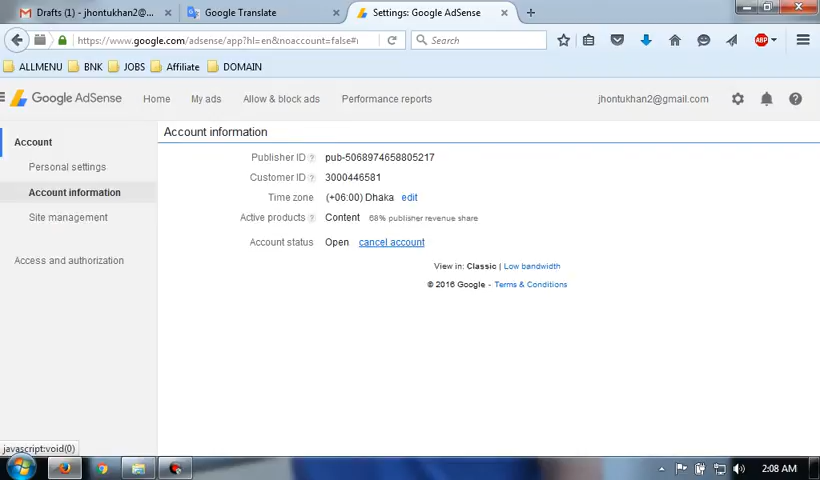 Drafts (1) - jhontukhan2@...
Google Translate
Settings: Google AdSense
https://www.google.com/adsense/app?hl=en&noaccount=false#
Search
ABP
ALLMENU
BNK
JOBS
Affiliate
DOMAIN
Google AdSense
Home
My ads
Allow & block ads
Performance reports
jhontukhan2@gmail.com
Account
Personal settings
Account information
Site management
Access and authorization
Account information
Publisher ID ? pub-5068974658805217
Customer ID ? 3000446581
Time zone (+06:00) Dhaka edit
Active products ? Content 68% publisher revenue share
Account status Open cancel account
View in: Classic | Low bandwidth
© 2016 Google - Terms & Conditions
javascript:void(0)
2:08 AM